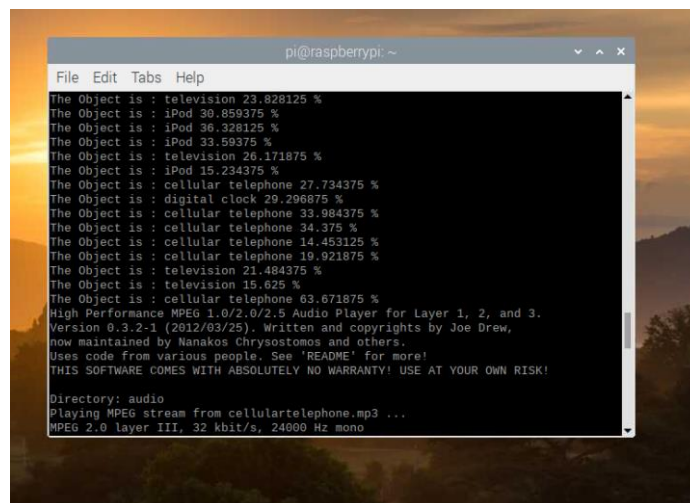 pi@raspberrypi: ~
File Edit Tabs Help
The Object is : television 23.828125 %
The Object is : iPod 30.859375 %
The Object is : iPod 36.328125 %
The Object is : iPod 33.59375 %
The Object is : television 26.171875 %
The Object is : iPod 15.234375 %
The Object is : cellular telephone 27.734375 %
The Object is : digital clock 29.296875 %
The Object is : cellular telephone 33.984375 %
The Object is : cellular telephone 34.375 %
The Object is : cellular telephone 14.453125 %
The Object is : cellular telephone 19.921875 %
The Object is : television 21.484375 %
The Object is : television 15.625 %
The Object is : cellular telephone 63.671875 %
High Performance MPEG 1.0/2.0/2.5 Audio Player for Layer 1, 2, and 3.
Version 0.3.2-1 (2012/03/25). Written and copyrights by Joe Drew,
now maintained by Nanakos Chrysostomos and others.
Uses code from various people. See 'README' for more!
THIS SOFTWARE COMES WITH ABSOLUTELY NO WARRANTY! USE AT YOUR OWN RISK!
Directory: audio
Playing MPEG stream from cellulartelephone.mp3 ...
MPEG 2.0 layer III, 32 kbit/s, 24000 Hz mono